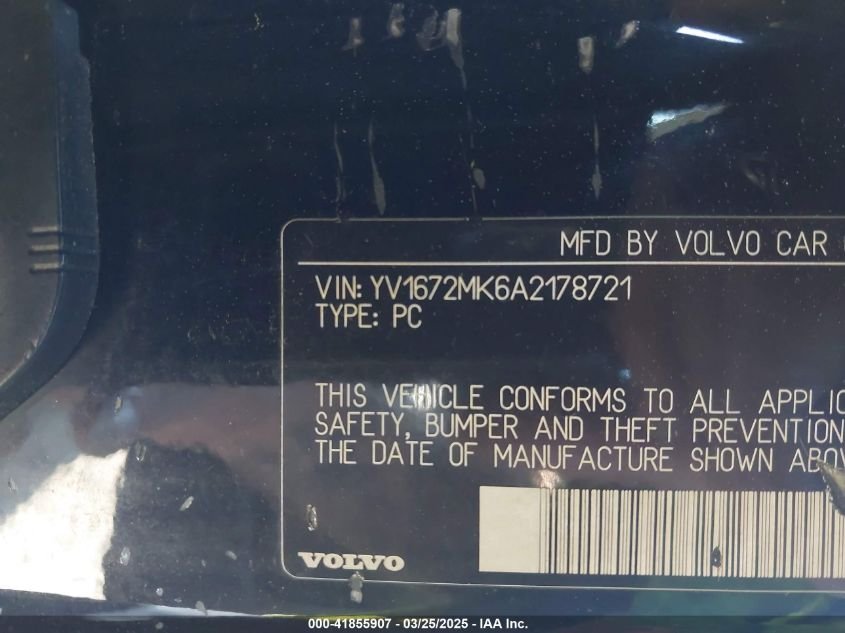 MFD BY VOLVO CAR
VIN: YV1672MK6A2178721
TYPE: PC
THIS VEHICLE CONFORMS TO ALL APPLIC
SAFETY, BUMPER AND THEFT PREVENTION
THE DATE OF MANUFACTURE SHOWN ABOV
VOLVO
000-41855907 - 03/25/2025 - IAA Inc.